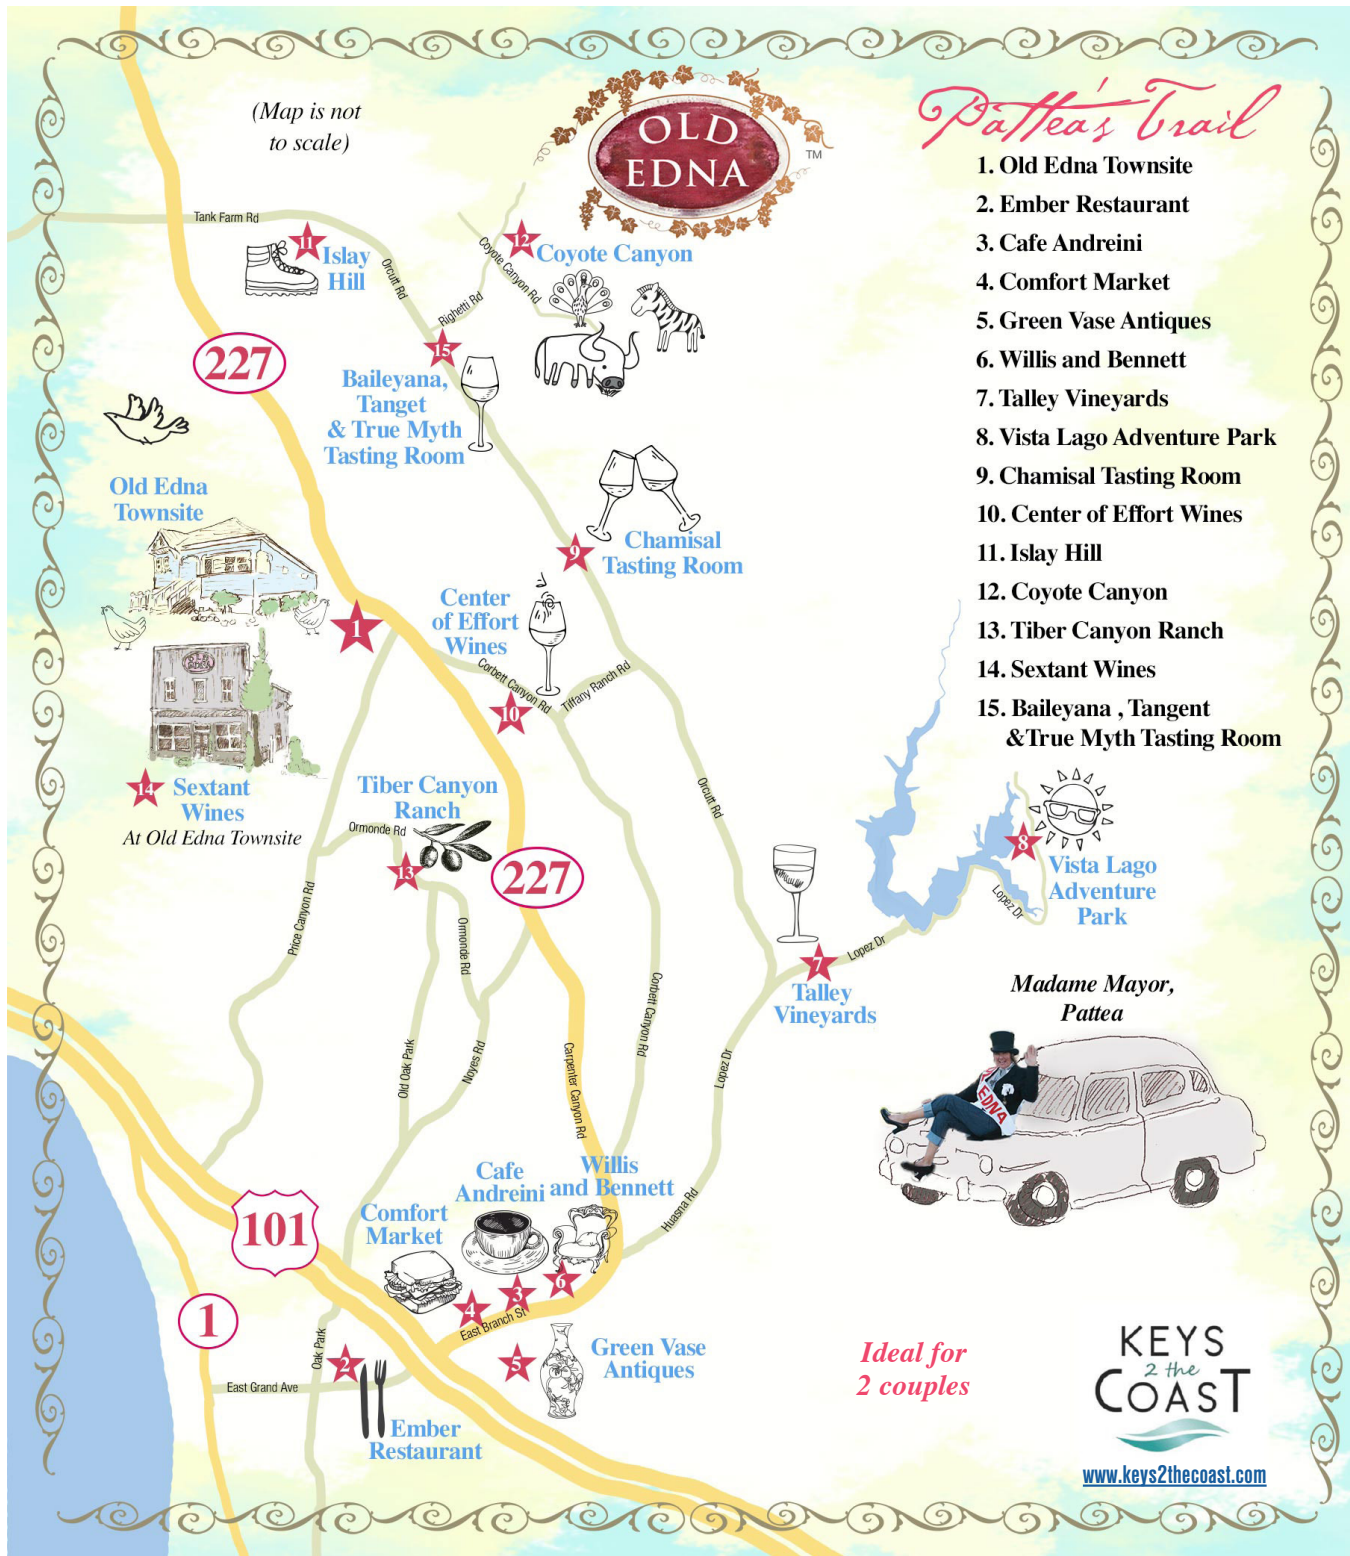 (Map is not
to scale)
OLD
EDNA
TM
Pattea's Trail
1. Old Edna Townsite
2. Ember Restaurant
3. Cafe Andreini
4. Comfort Market
5. Green Vase Antiques
6. Willis and Bennett
7. Talley Vineyards
8. Vista Lago Adventure Park
9. Chamisal Tasting Room
10. Center of Effort Wines
11. Islay Hill
12. Coyote Canyon
13. Tiber Canyon Ranch
14. Sextant Wines
15. Baileyana , Tangent
&True Myth Tasting Room
Tank Farm Rd
11
Islay
Hill
Orcutt Rd
12
Coyote Canyon
Coyote Canyon Rd
Righetti Rd
227
15
Baileyana,
Tanget
& True Myth
Tasting Room
Old Edna
Townsite
9
Chamisal
Tasting Room
Center
of Effort
Wines
1
OLD
EDNA
Corbett Canyon Rd
Tiffany Ranch Rd
10
14
Sextant
Wines
At Old Edna Townsite
Tiber Canyon
Ranch
Ormonde Rd
13
227
Orcutt Rd
8
Vista Lago
Adventure
Park
Lopez Dr
Lopez Dr
7
Talley
Vineyards
Price Canyon Rd
Ormonde Rd
Old Oak Park
Noyes Rd
Carpenter Canyon Rd
Corbett Canyon Rd
Lopez Dr
Huasna Rd
Madame Mayor,
Pattea
EDNA
Cafe
Andreini
Willis
and Bennett
Comfort
Market
101
6
3
4
East Branch St
1
Oak Park
2
5
Green Vase
Antiques
East Grand Ave
Ember
Restaurant
Ideal for
2 couples
KEYS
2 the
COAST
www.keys2thecoast.com